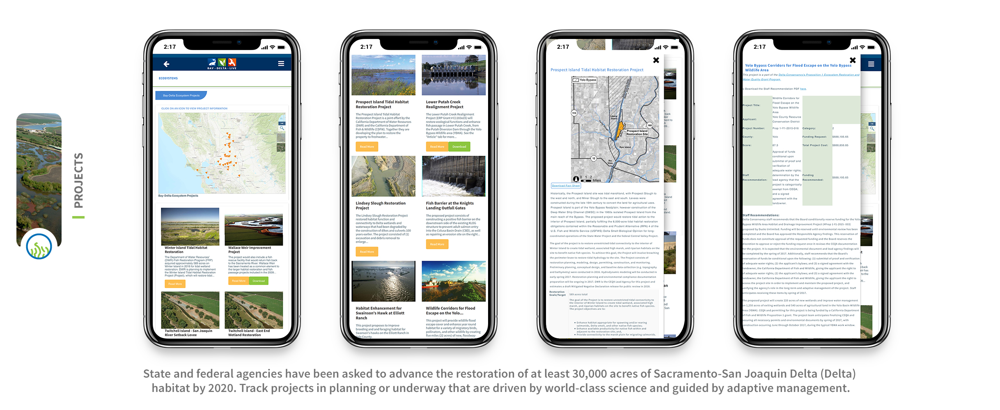 PROJECTS
2:17
BAY - DELTA - LIVE
ECOSYSTEMS
Bay-Delta Ecosystem Projects
CLICK ON AN ICON TO VIEW PROJECT INFORMATION
Bay-Delta Ecosystem Projects
Winter Island Tidal Habitat
Restoration
The Department of Water Resources'
(DWR) Fish Restoration Program (FRP)
acquired approximately 589 acres on
Winter Island in 2016 for tidal wetland
restoration. DWR is planning to implement
the Winter Island Tidal Habitat Restoration
Project (Project), which will restore tidal...
Read More
Wallace Weir Improvement
Project
The project would also include a fish
rescue facility that would return fish back
to the Sacramento River. Wallace Weir
has been treated as a common element to
the larger habitat restoration and fish
passage projects included in the 2009...
Read More
Download
Twitchell Island - San Joaquin
River Setback Levee
Twitchell Island - East End
Wetland Restoration
2:17
Prospect Island Tidal Habitat
Restoration Project
The Prospect Island Tidal Habitat
Restoration Project is a joint effort by the
California Department of Water Resources
(DWR) and the California Department of
Fish & Wildlife (CDFW). Together they are
developing the plan to restore the
property to freshwater...
Read More
Lower Putah Creek
Realignment Project
The Lower Putah Creek Realignment
Project (ERP Grant # E1183015) will
restore ecological functions and enhance
fish passage in Lower Putah Creek, from
the Putah Diversion Dam through the Yolo
Bypass Wildlife area (YBWA). See the
"Article" tab for more...
Read More
Download
Lindsey Slough Restoration
Project
The Lindsey Slough Restoration Project
restored habitat function and
connectivity to Delta wetlands and
waterways that had been degraded by
the construction of dikes and culverts 100
years earlier. The project consisted of (1)
excavation and debris removal to
enlarge...
Read More
Fish Barrier at the Knights
Landing Outfall Gates
The proposed project consists of
constructing a positive fish barrier on the
downstream side of the existing KLOG
structure to prevent adult salmon entry
into the Colusa Basin Drain (CBD), as well
as repairing an erosion site on the right...
Read More
Habitat Enhancement for
Swainson's Hawk at Elliott
Ranch
This project proposes to improve
breeding and and foraging habitat for
Swanson's hawks on the Elliott Ranch in
Yolo County.
Wildlife Corridors for Flood
Escape on the Yolo...
This project will provide wildlife flood
escape cover and enhance year round
habitat for a variety of migratory birds,
pollinators, and other wildlife by creating
five miles (22 acres) of new, floodway-
2:17
Prospect Island Tidal Habitat Restoration Project
Yolo Bypass
Sacramento Deep
Water Ship Channel
113
Liberty
Island
Cache Slough
160
Miner Slough
Prospect Island
Restoration Site
Ryer Island
12
Rio
Vista
Sacramento River
0 1 2
Miles
Download Fact Sheet
Historically, the Prospect Island site was tidal marshland, with Prospect Slough to
the west and north, and Miner Slough to the east and south. Levees were
constructed during the late 19th century to convert the land for agricultural uses.
Prospect Island is part of the Yolo Bypass floodplain; however construction of the
Deep Water Ship Channel (DWSC) in the 1960s isolated Prospect Island from the
main reach of the Bypass. The proposed project would restore tidal action to the
interior of Prospect Island, partially fulfilling the 8,000-acre tidal habitat restoration
obligations contained within the Reasonable and Prudent Alternative (RPA) 4 of the
U.S. Fish and Wildlife Service (USFWS) Delta Smelt Biological Opinion for long-
coordinated operations of the State Water Project and the federal Central Valley Project.
The goal of the project is to restore unrestricted tidal connectivity to the interior of
Winter Island to create tidal wetland, associated high marsh, and riparian habitats on the
site to benefit native fish species. To achieve this goal, the Project will involve breaching
the perimeter levee to restore tidal hydrology to the site. The Project consists of
restoration planning, modeling, design, permitting, construction, and monitoring.
Preliminary planning, conceptual design, and baseline data collection (e.g. topography
and bathymetry) were conducted in 2016. Hydrodynamic modeling will be conducted in
early spring 2017. Restoration planning and environmental compliance documentation
preparation will be ongoing in 2017. DWR is the CEQA Lead Agency for this project and
estimates a draft Mitigated Negative Declaration release for public review in 2018.
Restoration
Goals/Target
589 acres total
The goal of the Project is to restore unrestricted tidal connectivity to
the interior of Winter Island to create tidal wetland, associated high
marsh, and riparian habitats on the site to benefit native fish species.
The project objectives are to:
• Enhance habitat appropriate for spawning and/or rearing
salmonids, Delta smelt, and other native fish species;
• Enhance available productivity for native fish within and
adjacent to the restoration site; and,
• Provide connectivity to the marsh plain for migrating salmonids.
2:17
Yolo Bypass Corridors for Flood Escape on the Yolo Bypass
Wildlife Area
This project is a part of the Delta Conservancy's Proposition 1 Ecosystem Restoration and
Water Quality Grant Program
> Download the Staff Recommendation PDF here.
Project Title:
Wildlife Corridors for
Flood Escape on the
Yolo Bypass Wildlife
Area
Applicant:
Yolo County Resource
Conservation District
Project Number: Prop 1-Y1-2015-016 Category: 2
County: Yolo Funding Request: $688,195.65
Score: 87.3 Total Project Cost: $888,856.85
Staff
Recommendation:
Approval of funds
conditional upon
submittal of proof and
verification of
adequate water rights;
determination by the
lead agency that the
project is categorically
exempt from CEQA;
and a signed
agreement with the
landowner.
Funding
Recommended:
$688,195.65
Staff Recommendations:
Delta Conservancy staff recommends that the Board conditionally reserve funding for the Yolo
Bypass Wildlife Area Habitat and Drainage Improvement Project (#Prop 1-Y1-2015- 003)
proposed by Ducks Unlimited. Funding will be reserved until environmental review has been
completed and the Board has approved the Responsible Agency findings. This reservation of
funds does not constitute approval of the requested funding and the Board reserves the
discretion to approve or reject the funding request once it reviews the CEQA documentation
for the project. It is expected that the environmental document and lead agency findings will
be completed by the spring of 2017. Additionally, staff recommends that the Board's
reservation of funds be conditional upon the following: (1) submittal of proof and verification
of adequate water rights; (2) the applicant's bylaws; and (3) a signed agreement with the
landowner, the California Department of Fish and Wildlife, giving the applicant the right to
of adequate water rights; (2) the applicant's bylaws; and (3) a signed agreement with the
landowner, the California Department of Fish and Wildlife, giving the applicant the right to
access the project site in order to implement and maintain the proposed project, and
verifying the agency's role in the long-term and adaptive management of the project. Staff
anticipates receiving these items by spring of 2017.
The proposed project will create 220 acres of new wetlands and improve water management
on 1,250 acres of exiting wetlands and 540 acres of agricultural land in the Yolo Basin Wildlife
Area (YBWA). CEQA and permitting for this project is being funded by a California Department
of Fish and Wildlife Proposition 1 grant. The project team anticipates finalizing CEQA and
securing all necessary permits and environmental documents by spring of 2017, with
construction occurring June through October 2017, during the typical YBWA work window.
State and federal agencies have been asked to advance the restoration of at least 30,000 acres of Sacramento-San Joaquin Delta (Delta)
habitat by 2020. Track projects in planning or underway that are driven by world-class science and guided by adaptive management.